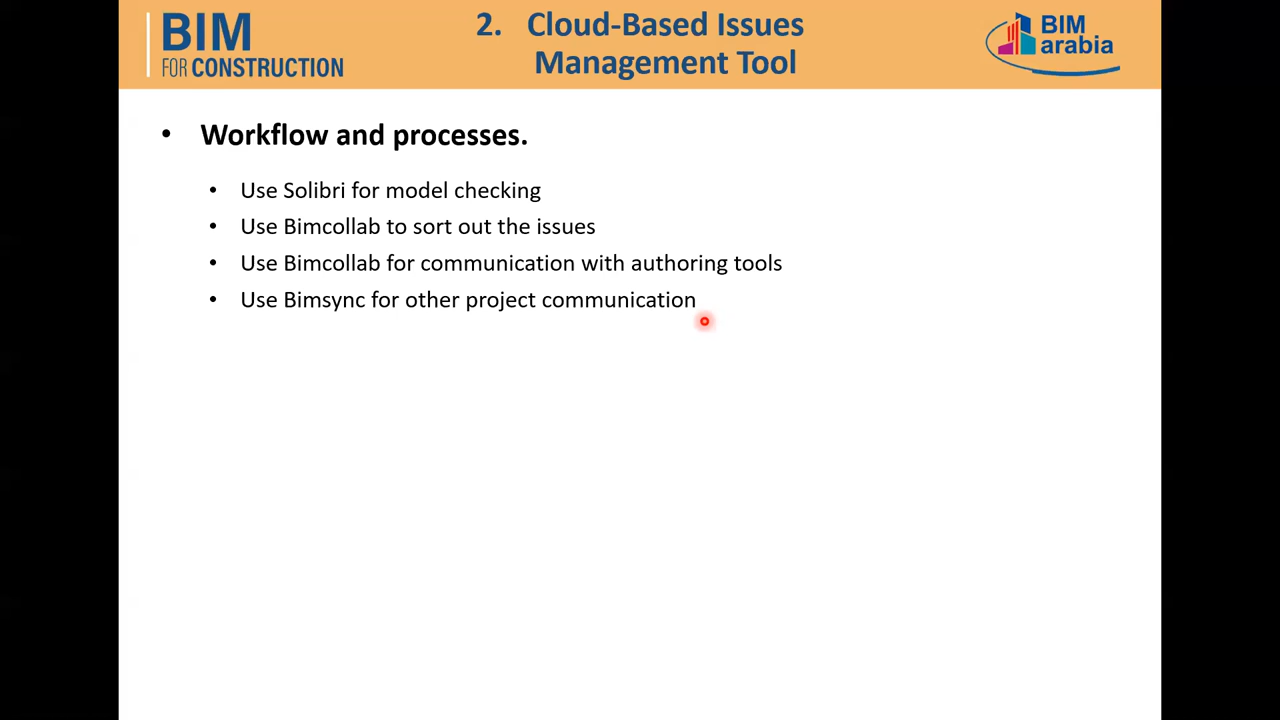 BIM
FOR CONSTRUCTION
2. Cloud-Based Issues
Management Tool
BIM
arabia
• Workflow and processes.
• Use Solibri for model checking
• Use Bimcollab to sort out the issues
• Use Bimcollab for communication with authoring tools
• Use Bimsync for other project communication